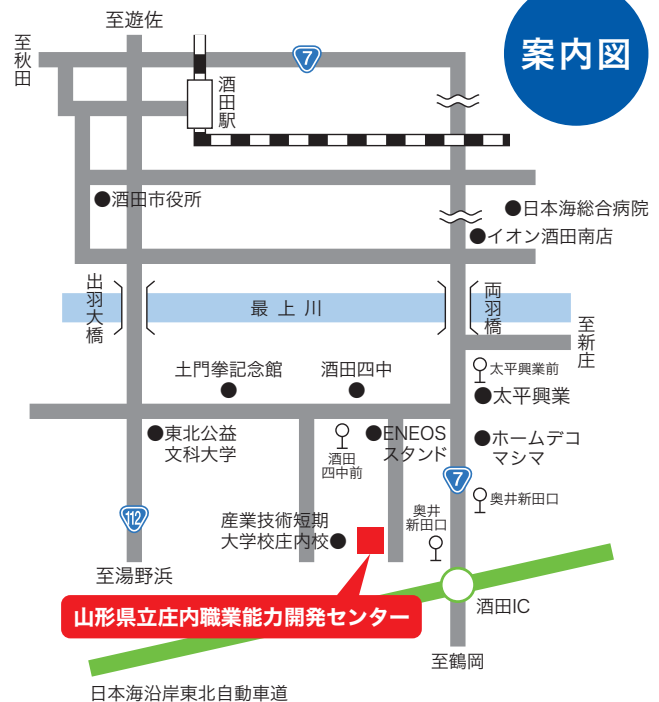 至遊佐
至秋田
7
案内図
酒田駅
●酒田市役所
●日本海総合病院
●イオン酒田南店
出羽大橋
最上川
両羽橋
至新庄
土門拳記念館
酒田四中
太平興業前
●太平興業
●東北公益
文科大学
酒田
四中前
●ENEOS
スタンド
●ホームデコ
マシマ
7
奥井新田口
112
産業技術短期
大学校庄内校●
奥井
新田口
至湯野浜
山形県立庄内職業能力開発センター
酒田IC
至鶴岡
日本海沿岸東北自動車道